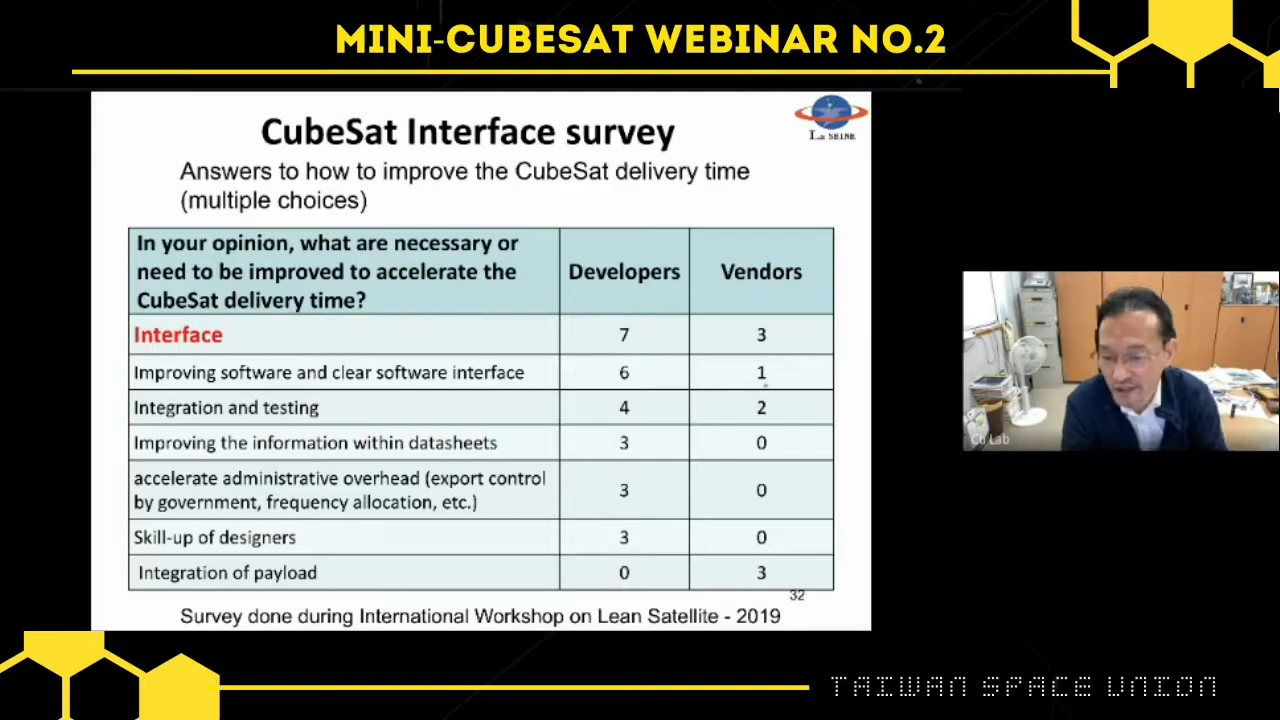 MINI-CUBESAT WEBINAR NO.2
CubeSat Interface survey
La SEINE
Answers to how to improve the CubeSat delivery time
(multiple choices)
In your opinion, what are necessary or
need to be improved to accelerate the
CubeSat delivery time?
Developers
Vendors
Interface 7 3
Improving software and clear software interface 6 1
Integration and testing 4 2
Improving the information within datasheets 3 0
accelerate administrative overhead (export control
by government, frequency allocation, etc.) 3 0
Skill-up of designers 3 0
Integration of payload 0 3
32
Survey done during International Workshop on Lean Satellite - 2019
TAIWAN SPACE UNION